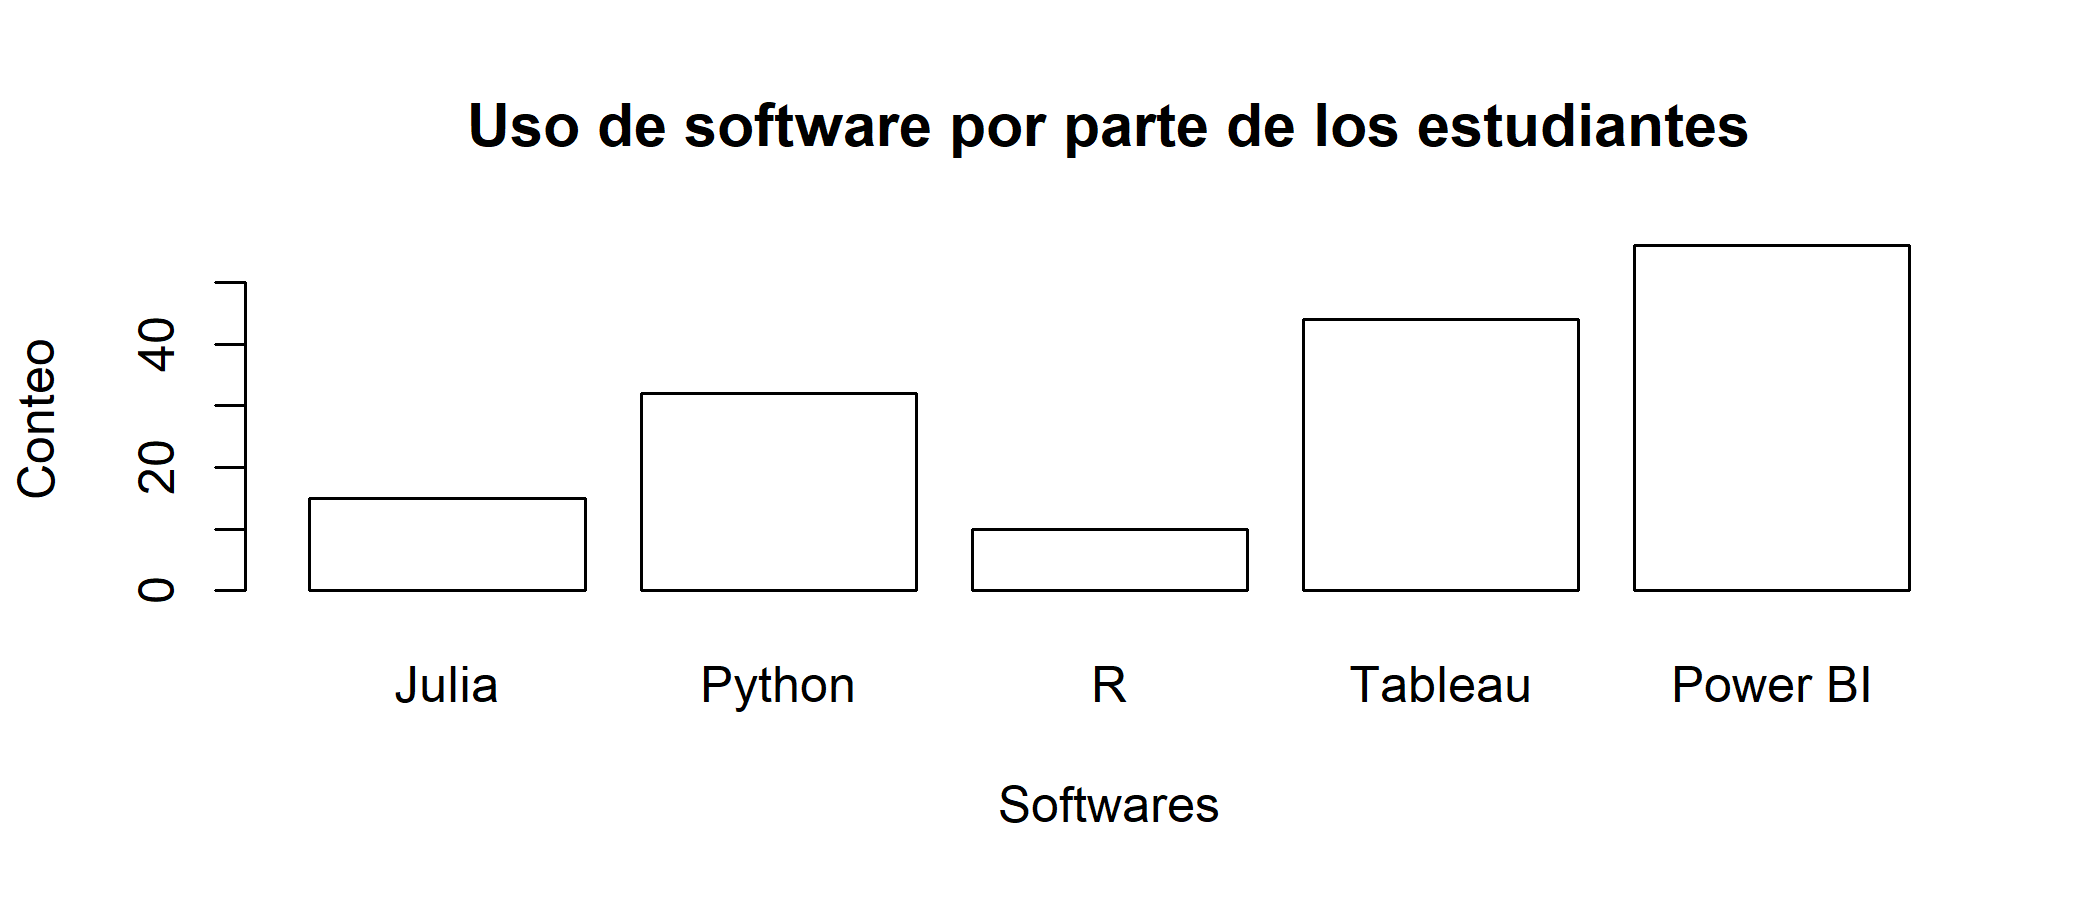 Uso de software por parte de los estudiantes
Conteo
40
20
0
Julia Python R Tableau Power BI
Softwares